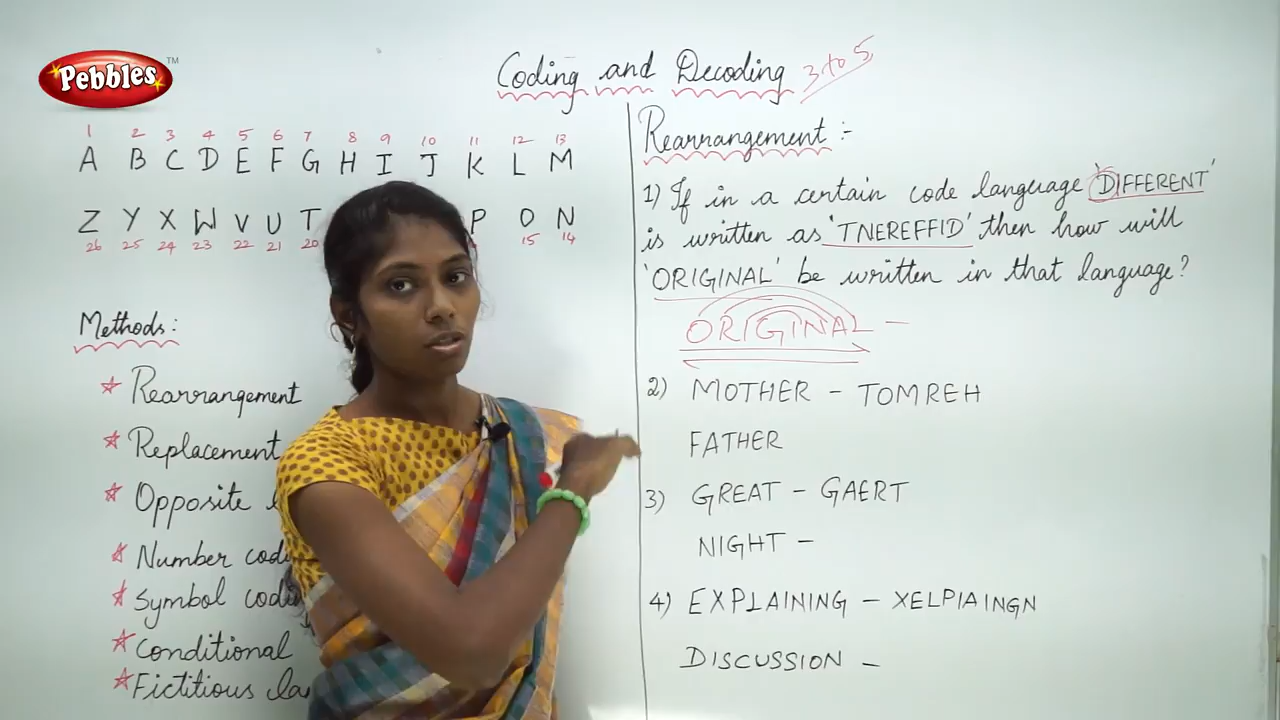 Pebbles™
Coding and Decoding 3 to 5
1 2 3 4 5 6 7 8 9 10 11 12 13
A B C D E F G H I J K L M
Z Y X W V U T P O N
26 25 24 23 22 21 20 15 14
Methods:
☆ Rearrangement
☆ Replacement
☆ Opposite
☆ Number codi
☆ Symbol codi
☆ Conditional
☆ Fictitious la
Rearrangement :-
1) If in a certain code language 'DIFFERENT'
is written as 'TNEREFFID' then how will
'ORIGINAL' be written in that language?
ORIGINAL -
2) MOTHER - TOMREH
FATHER
3) GREAT - GAERT
NIGHT -
4) EXPLAINING - XELPIAINGN
DISCUSSION -